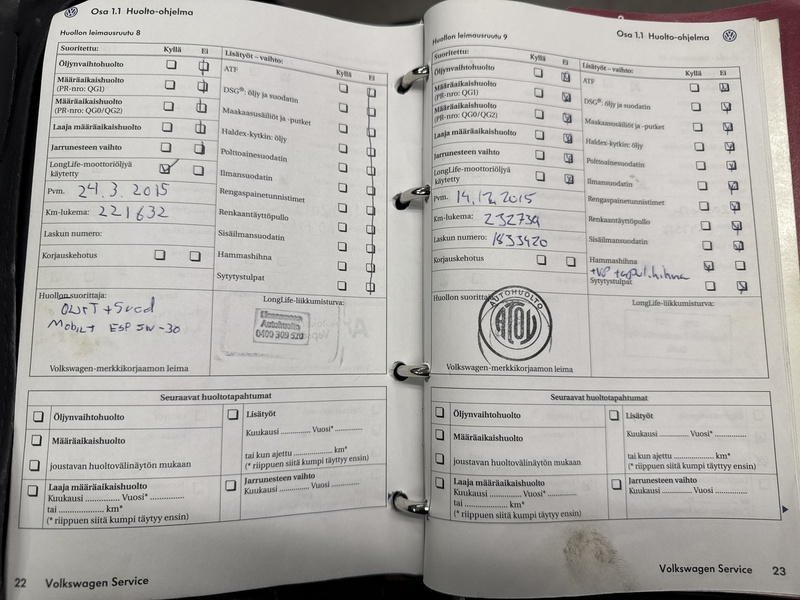 Osa 1.1 Huolto-ohjelma
Huollon leimausruutu 8
Suoritettu: Kyllä Ei
Öljynvaihtohuolto
Määräaikaishuolto
(PR-nro: QG1)
Määräaikaishuolto
(PR-nro: QG0/QG2)
Laaja määräaikaishuolto
Jarrunesteen vaihto
LongLife-moottoriöljyä
käytetty
Pvm. 24.3.2015
Km-lukema: 221632
Laskun numero:
Korjauskehotus
Lisätyöt – vaihto: Kyllä Ei
ATF
DSG®: öljy ja suodatin
Maakaasusäiliöt ja -putket
Haldex-kytkin: öljy
Polttoainesuodatin
Ilmansuodatin
Rengaspainetunnistimet
Renkaantäyttöpullo
Sisäilmansuodatin
Hammashihna
Sytytystulpat
Huollon suorittaja:
ÖLJYT + Suod
Mobil 1 ESP 5W-30
Volkswagen-merkkikorjaamon leima
LongLife-liikkumisturva:
Autohuolto
0400 309 520
Seuraavat huoltotapahtumat
Öljynvaihtohuolto
Määräaikaishuolto
joustavan huoltovälinäytön mukaan
Laaja määräaikaishuolto
Kuukausi .............. Vuosi* ..............
tai .................... km*
(* riippuen siitä kumpi täytyy ensin)
Lisätyöt
Kuukausi ............ Vuosi* ............
tai kun ajettu .................. km*
(* riippuen siitä kumpi täyttyy ensin)
Jarrunesteen vaihto
Kuukausi ............ Vuosi ............
22 Volkswagen Service
Osa 1.1 Huolto-ohjelma
Huollon leimausruutu 9
Suoritettu: Kyllä Ei
Öljynvaihtohuolto
Määräaikaishuolto
(PR-nro: QG1)
Määräaikaishuolto
(PR-nro: QG0/QG2)
Laaja määräaikaishuolto
Jarrunesteen vaihto
LongLife-moottoriöljyä
käytetty
Pvm. 14.12.2015
Km-lukema: 232739
Laskun numero: 1833420
Korjauskehotus
Lisätyöt – vaihto: Kyllä Ei
ATF
DSG®: öljy ja suodatin
Maakaasusäiliöt ja -putket
Haldex-kytkin: öljy
Polttoainesuodatin
Ilmansuodatin
Rengaspainetunnistimet
Renkaantäyttöpullo
Sisäilmansuodatin
Hammashihna
Sytytystulpat
Huollon suorittaja:
AUTOHUOLTO
ATOY
Volkswagen-merkkikorjaamon leima
LongLife-liikkumisturva:
Seuraavat huoltotapahtumat
Öljynvaihtohuolto
Määräaikaishuolto
joustavan huoltovälinäytön mukaan
Laaja määräaikaishuolto
Kuukausi .............. Vuosi* ..............
tai .................... km*
(* riippuen siitä kumpi täytyy ensin)
Lisätyöt
Kuukausi ............ Vuosi* ............
tai kun ajettu .................. km*
(* riippuen siitä kumpi täyttyy ensin)
Jarrunesteen vaihto
Kuukausi ............ Vuosi ............
Volkswagen Service 23